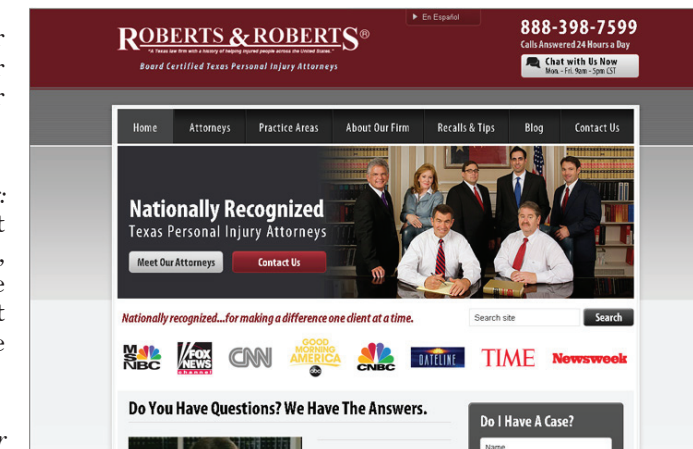 En Español
888-398-7599
Calls Answered 24 Hours a Day
Chat with Us Now
Mon. - Fri. 9am - 5pm CST
ROBERTS & ROBERTS®
"A Texas law firm with a history of helping injured people across the United States."
Board Certified Texas Personal Injury Attorneys
Home Attorneys Practice Areas About Our Firm Recalls & Tips Blog Contact Us
Nationally Recognized
Texas Personal Injury Attorneys
Meet Our Attorneys Contact Us
Nationally recognized...for making a difference one client at a time.
Search site Search
MSNBC FOX NEWS channel CNN GOOD MORNING AMERICA abc CNBC DATELINE TIME Newsweek
Do You Have Questions? We Have The Answers.
Do I Have A Case?
Name